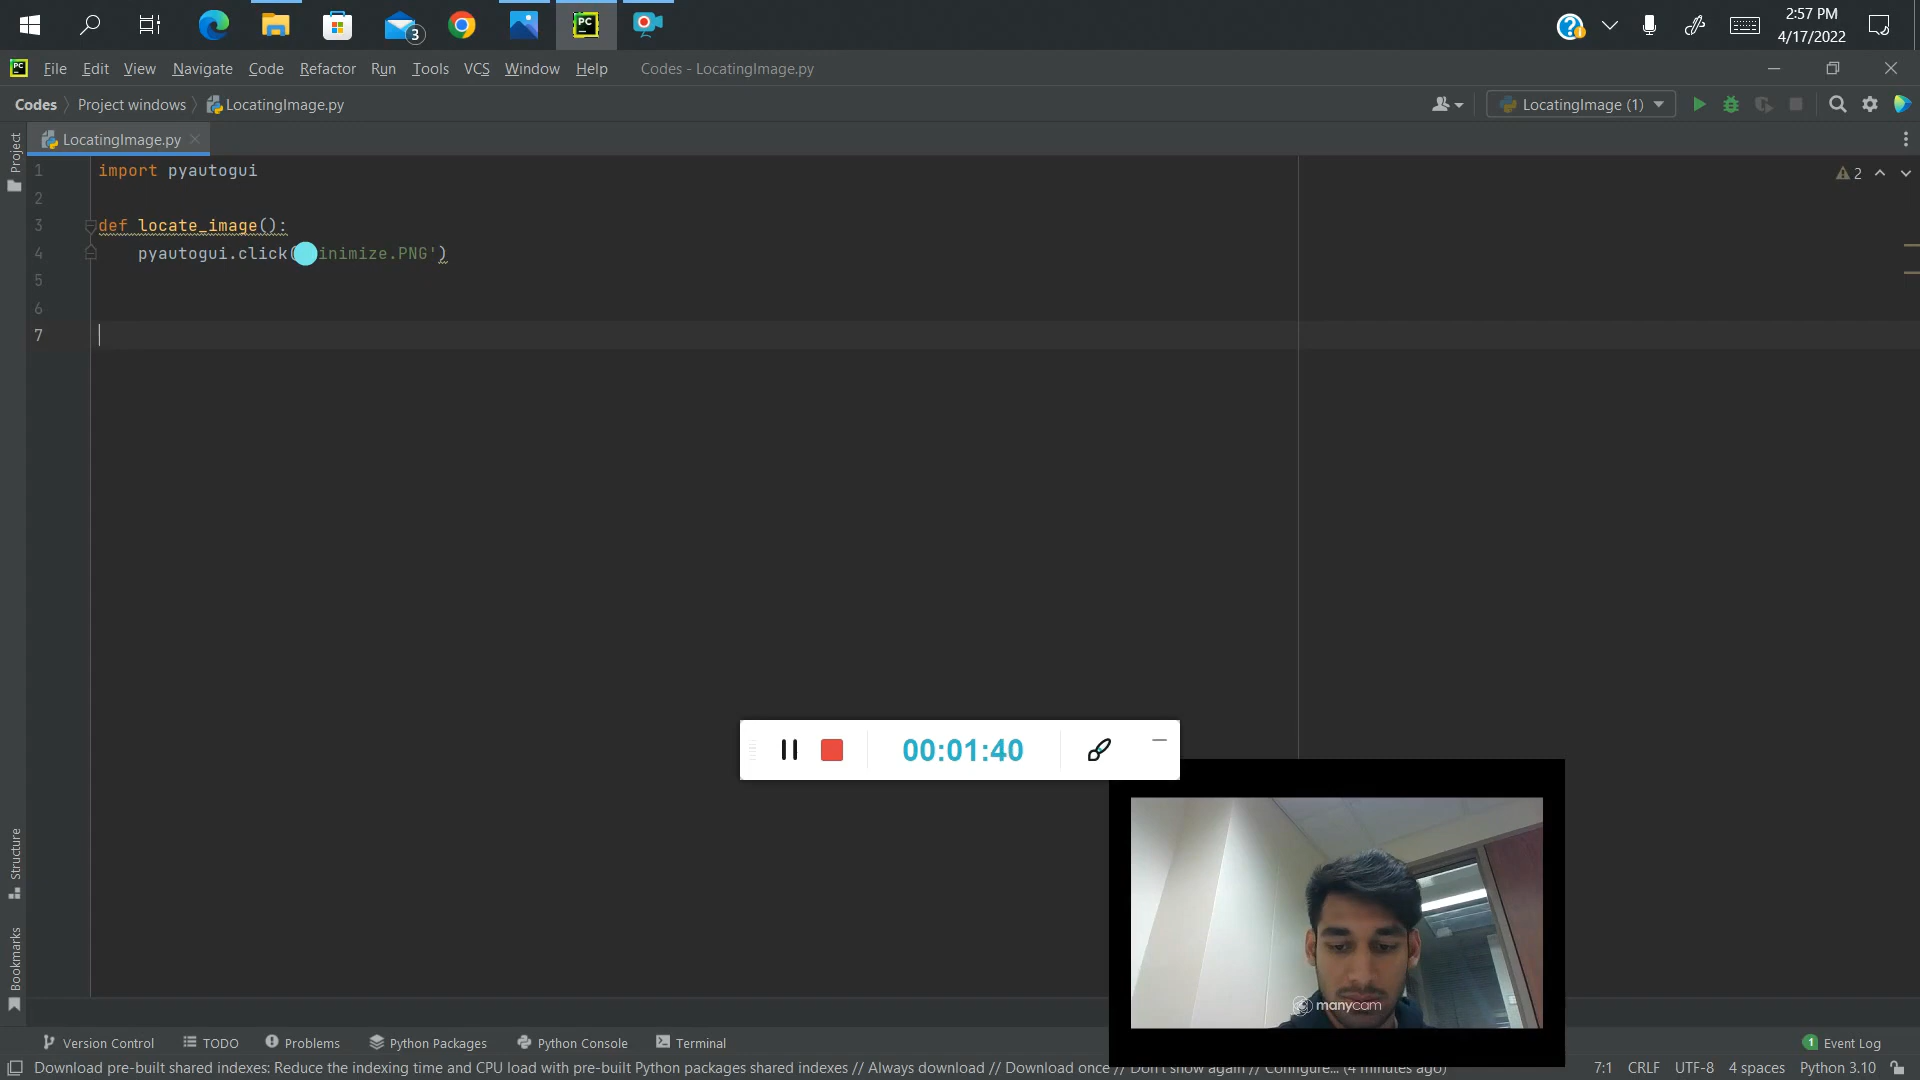 3
2:57 PM
4/17/2022
PC
File Edit View Navigate Code Refactor Run Tools VCS Window Help Codes - LocatingImage.py
Codes Project windows LocatingImage.py LocatingImage (1)
Project
LocatingImage.py
1 import pyautogui
2
2
3 def locate_image():
4 pyautogui.click( inimize.PNG')
5
6
7
00:01:40
Structure
Bookmarks
manycam
Version Control TODO Problems Python Packages Python Console Terminal 1 Event Log
Download pre-built shared indexes: Reduce the indexing time and CPU load with pre-built Python packages shared indexes // Always download // Download once // Don't show again // Configure... (4 minutes ago) 7:1 CRLF UTF-8 4 spaces Python 3.10